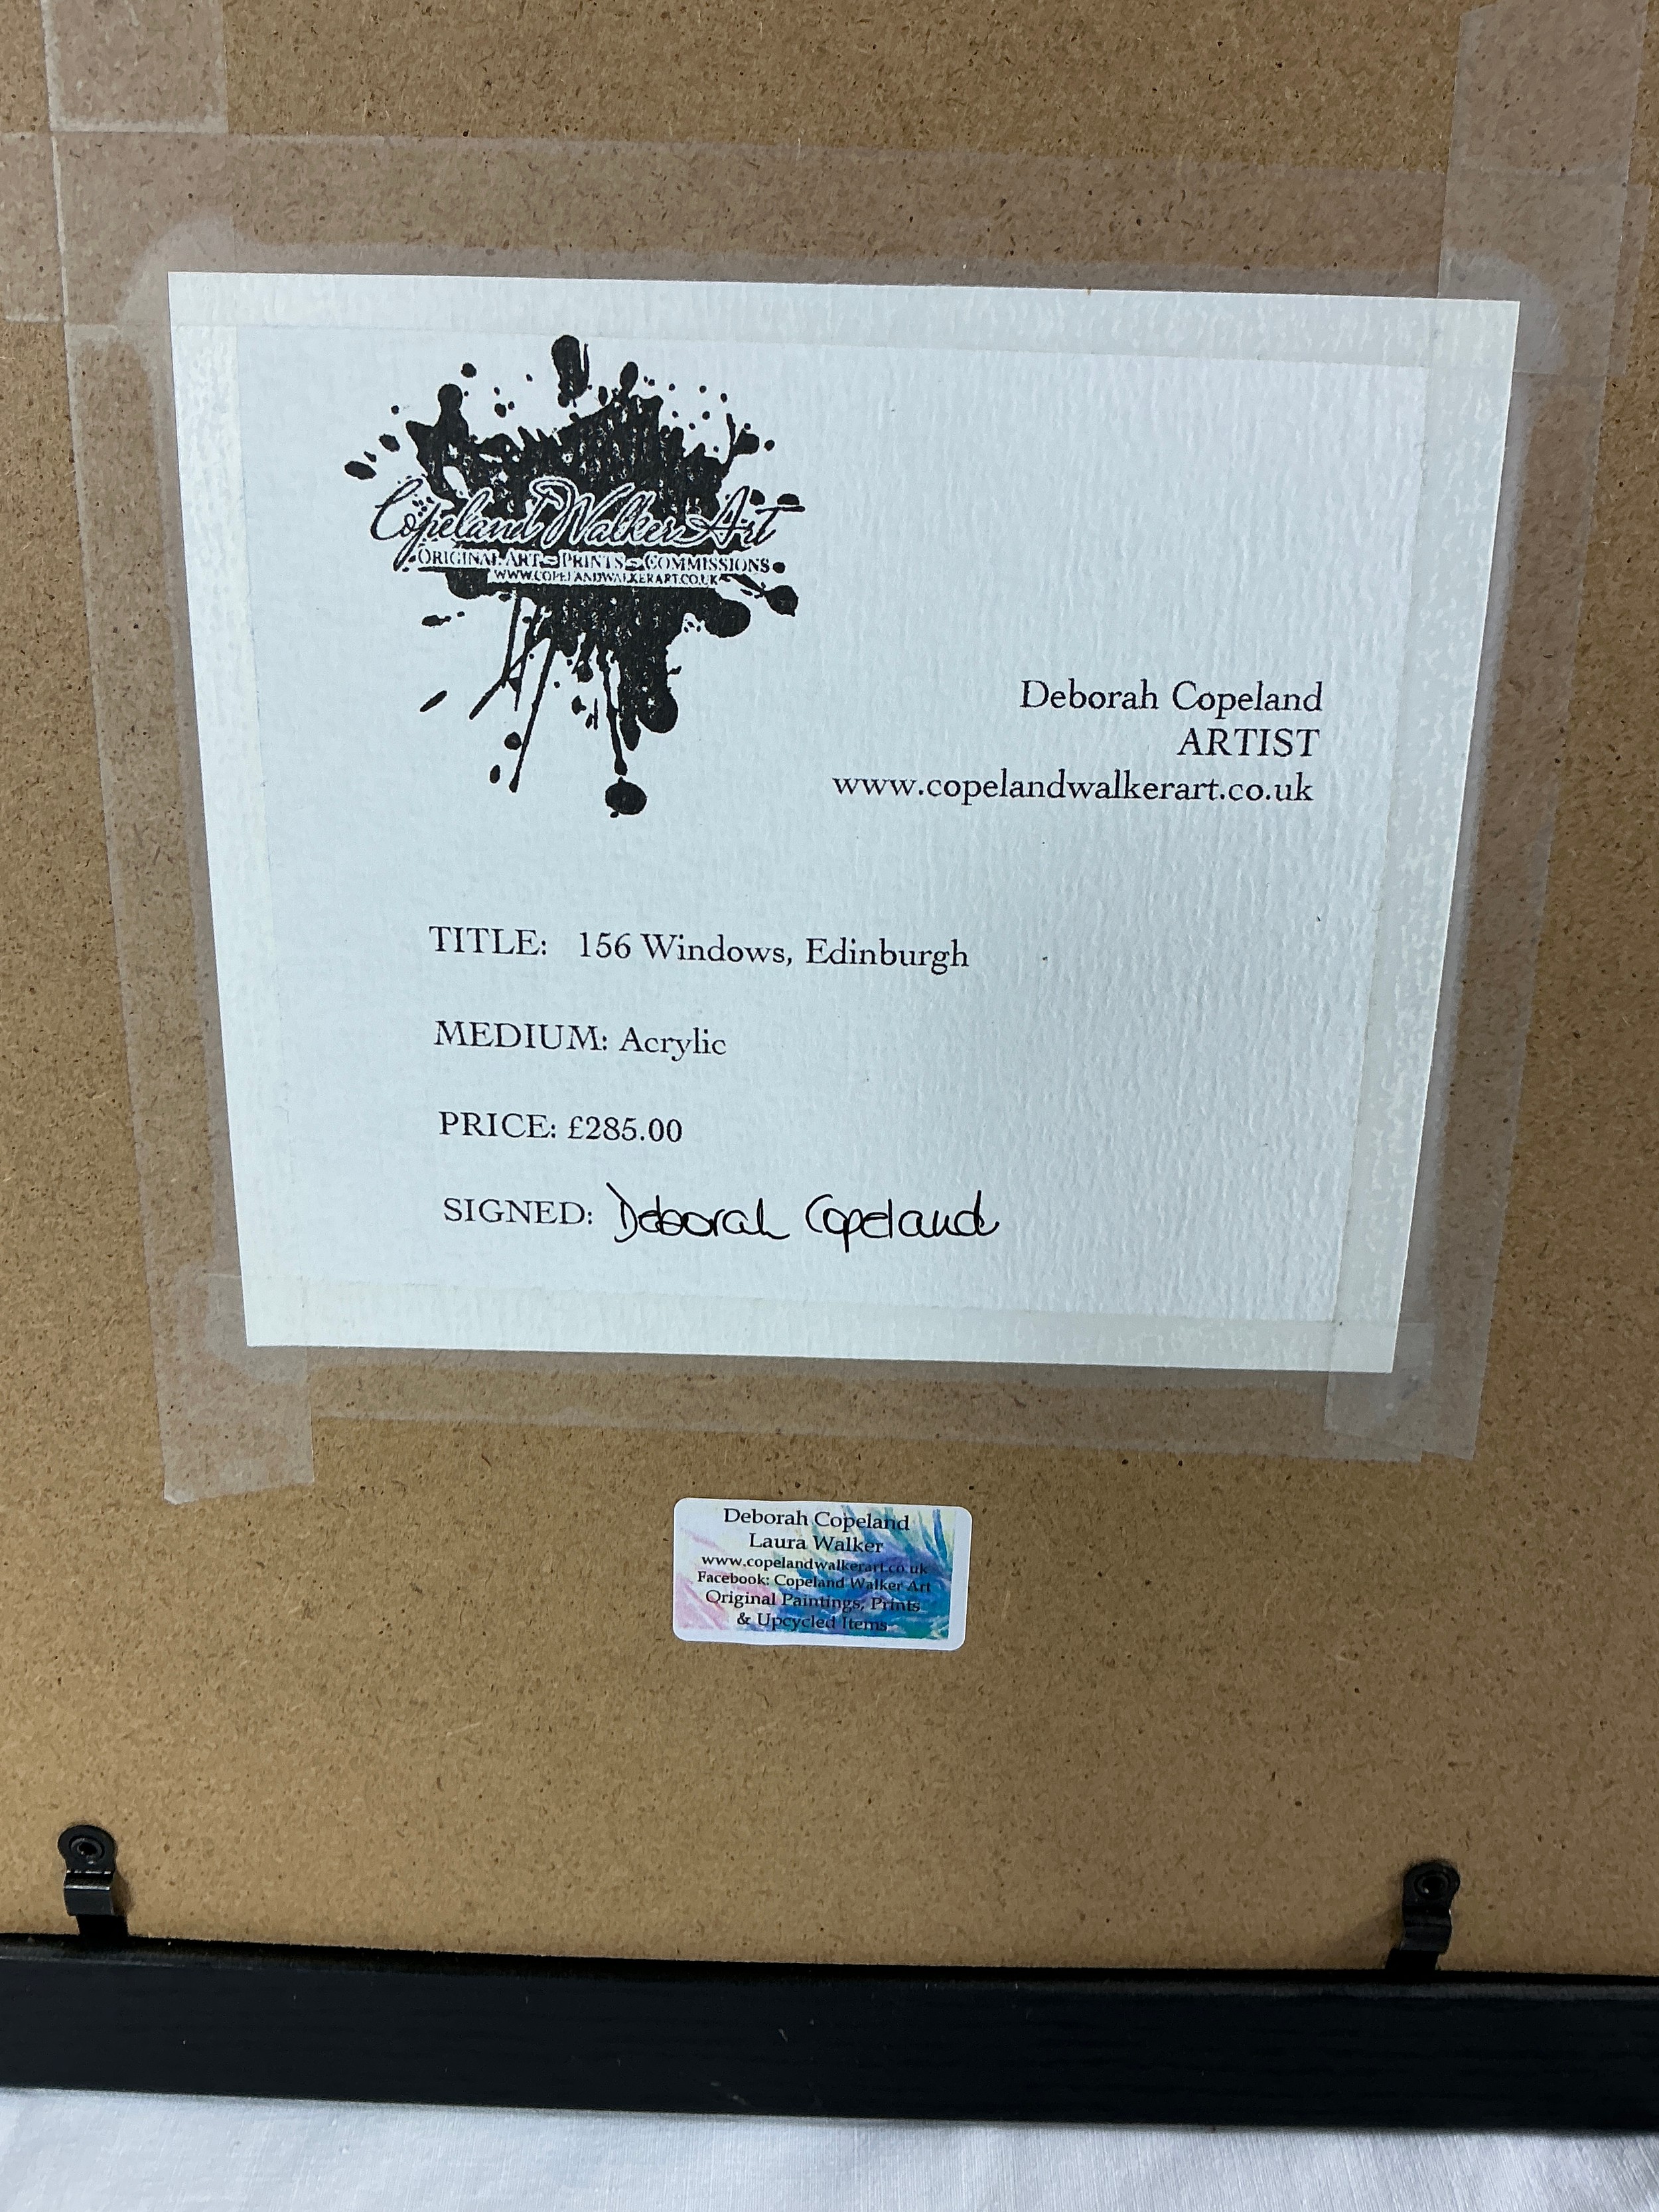 Copeland Walker Art
ORIGINAL ART ~ PRINTS ~ COMMISSIONS
WWW.COPELANDWALKERART.CO.UK
Deborah Copeland
ARTIST
www.copelandwalkerart.co.uk
TITLE: 156 Windows, Edinburgh
MEDIUM: Acrylic
PRICE: £285.00
SIGNED: Deborah Copeland
Deborah Copeland
Laura Walker
www.copelandwalkerart.co.uk
Facebook: Copeland Walker Art
Original Paintings, Prints
& Upcycled Items